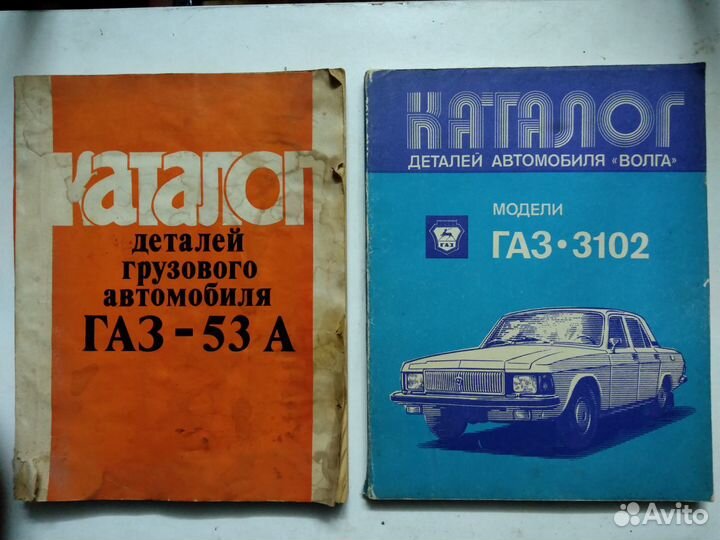 каталог
деталей
грузового
автомобиля
ГАЗ-53 А
КАТАЛОГ
ДЕТАЛЕЙ АВТОМОБИЛЯ «ВОЛГА»
МОДЕЛИ
ГАЗ
ГАЗ•3102
Avito